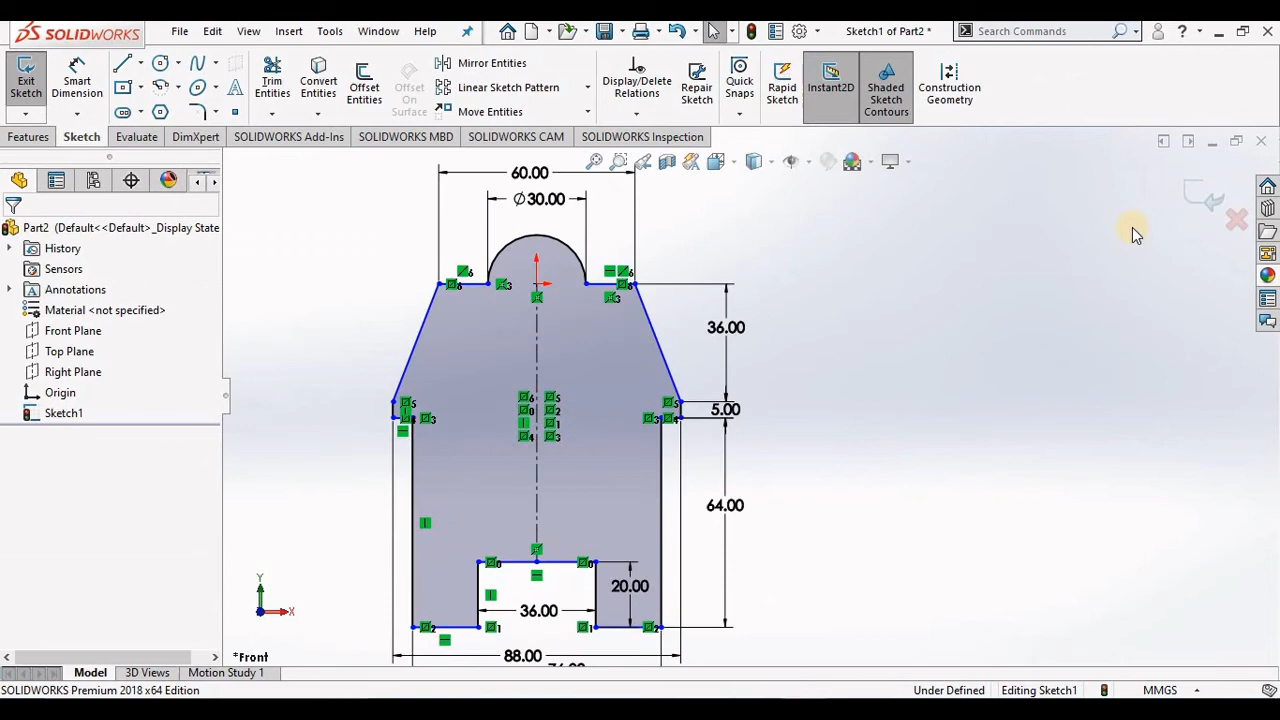 SOLIDWORKS File Edit View Insert Tools Window Help Sketch1 of Part2 * Search Commands ?
Exit Sketch Smart Dimension Trim Entities Convert Entities Offset Entities Offset On Surface Mirror Entities Linear Sketch Pattern Move Entities Display/Delete Relations Repair Sketch Quick Snaps Rapid Sketch Instant2D Shaded Sketch Contours Construction Geometry
Features Sketch Evaluate DimXpert SOLIDWORKS Add-Ins SOLIDWORKS MBD SOLIDWORKS CAM SOLIDWORKS Inspection
60.00
Ø30.00
Part2 (Default<<Default>_Display State
History
Sensors
Annotations
Material <not specified>
Front Plane
Top Plane
Right Plane
Origin
Sketch1
36.00
5.00
64.00
20.00
36.00
88.00
Y
X
*Front
Model 3D Views Motion Study 1
SOLIDWORKS Premium 2018 x64 Edition Under Defined Editing Sketch1 MMGS